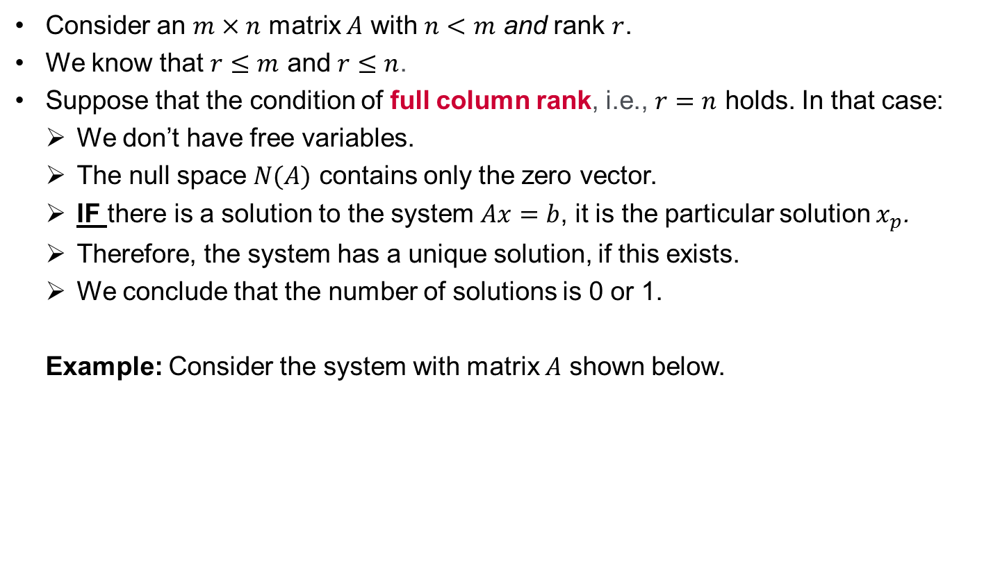 • Consider an 𝑚 × 𝑛 matrix 𝐴 with 𝑛 < 𝑚 and rank 𝑟.
• We know that 𝑟 ≤ 𝑚 and 𝑟 ≤ 𝑛.
• Suppose that the condition of full column rank, i.e., 𝑟 = 𝑛 holds. In that case:
➢ We don’t have free variables.
➢ The null space 𝑁(𝐴) contains only the zero vector.
➢ IF there is a solution to the system 𝐴𝑥 = 𝑏, it is the particular solution 𝑥ₚ.
➢ Therefore, the system has a unique solution, if this exists.
➢ We conclude that the number of solutions is 0 or 1.
Example: Consider the system with matrix 𝐴 shown below.